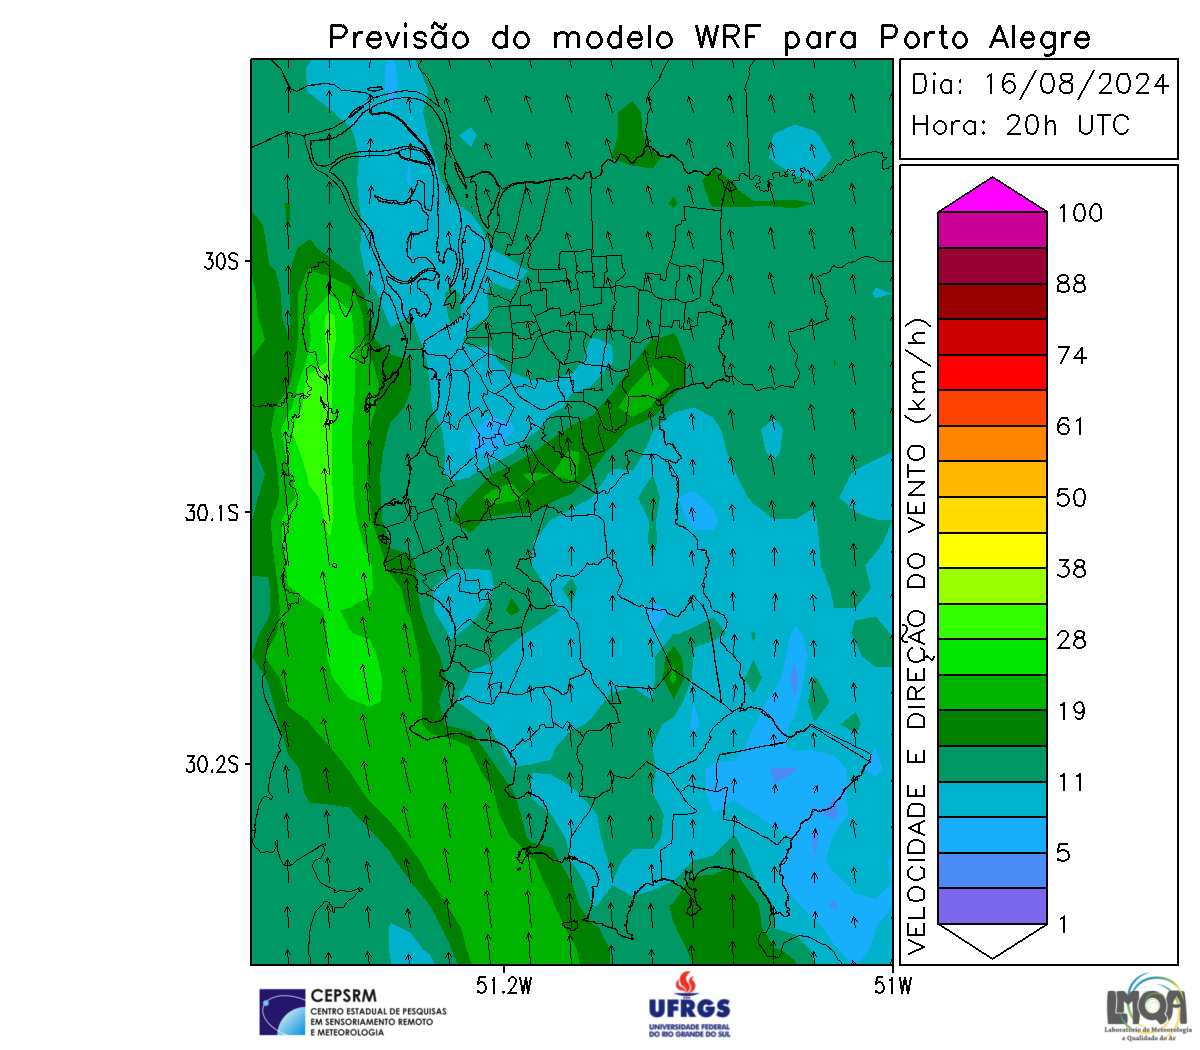 Previsão do modelo WRF para Porto Alegre
Dia: 16/08/2024
Hora: 20h UTC
30S
30.1S
30.2S
51.2W
51W
VELOCIDADE E DIREÇÃO DO VENTO (km/h)
100
88
74
61
50
38
28
19
11
5
1
CEPSRM
CENTRO ESTADUAL DE PESQUISAS
EM SENSORIAMENTO REMOTO
E METEOROLOGIA
UFRGS
UNIVERSIDADE FEDERAL
DO RIO GRANDE DO SUL
LMQA
Laboratório de Meteorologia
e Qualidade do Ar